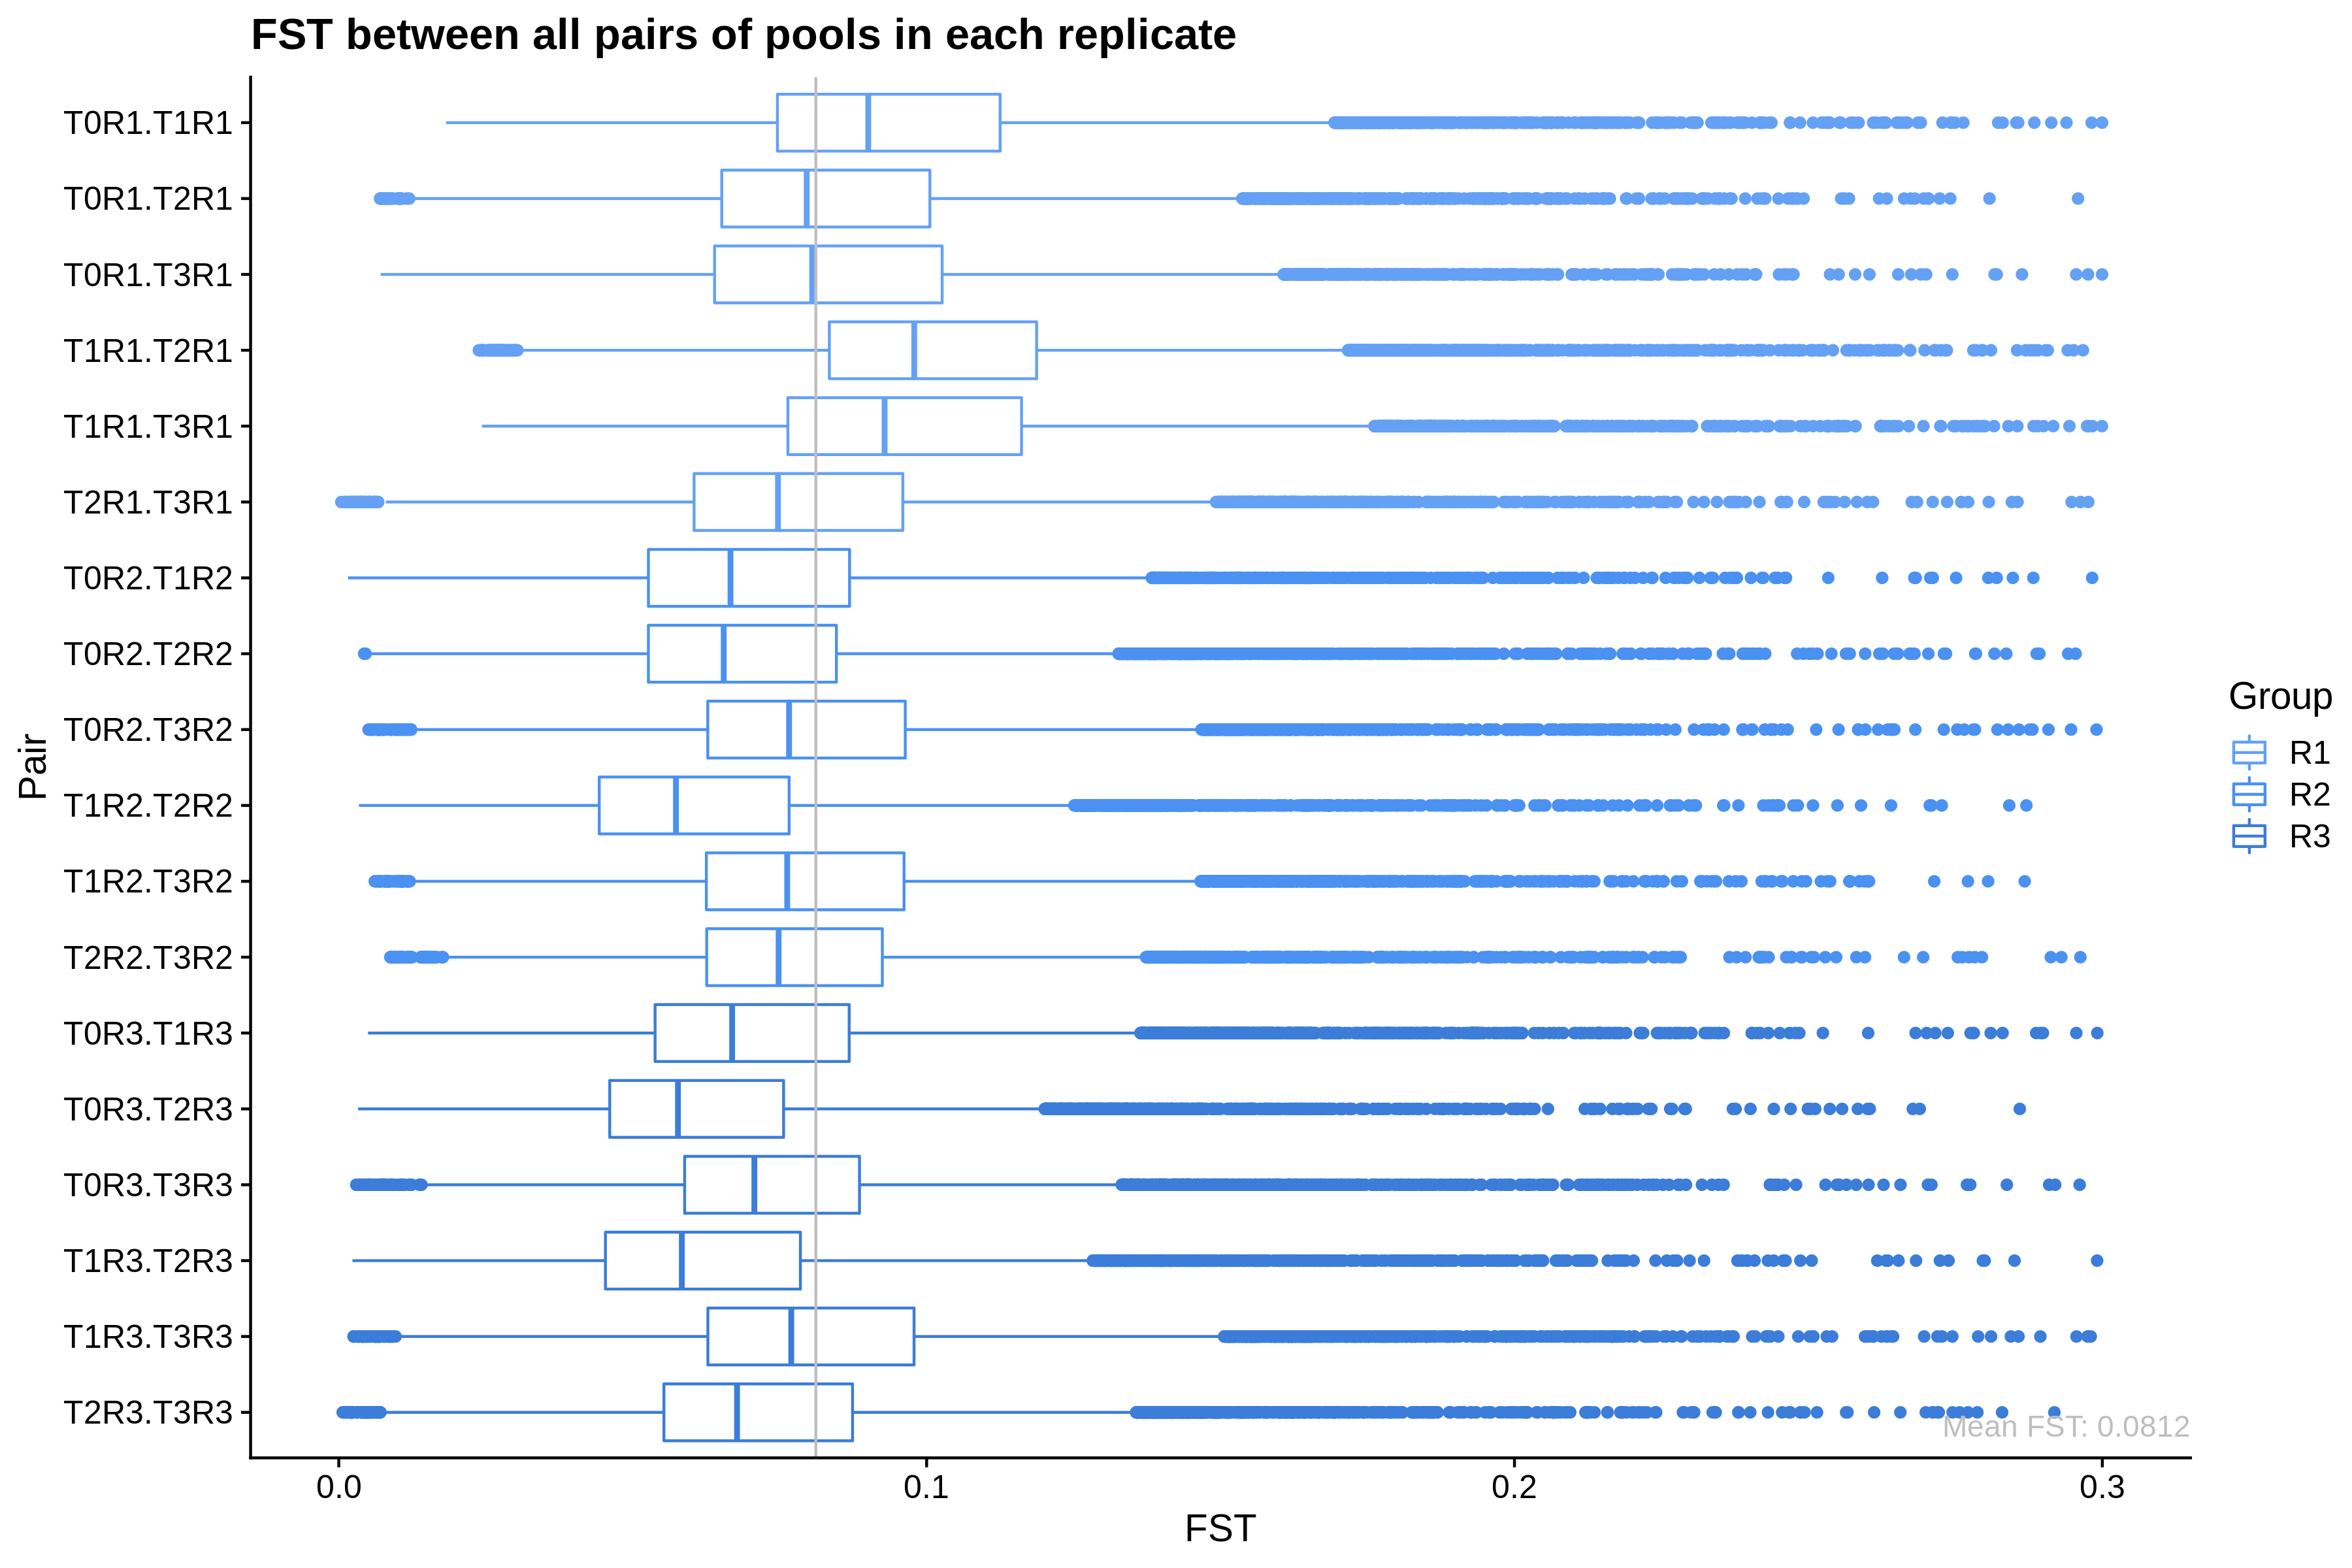 FST between all pairs of pools in each replicate
Pair
T0R1.T1R1
T0R1.T2R1
T0R1.T3R1
T1R1.T2R1
T1R1.T3R1
T2R1.T3R1
T0R2.T1R2
T0R2.T2R2
T0R2.T3R2
T1R2.T2R2
T1R2.T3R2
T2R2.T3R2
T0R3.T1R3
T0R3.T2R3
T0R3.T3R3
T1R3.T2R3
T1R3.T3R3
T2R3.T3R3
Mean FST: 0.0812
0.0 0.1 0.2 0.3
FST
Group
R1
R2
R3